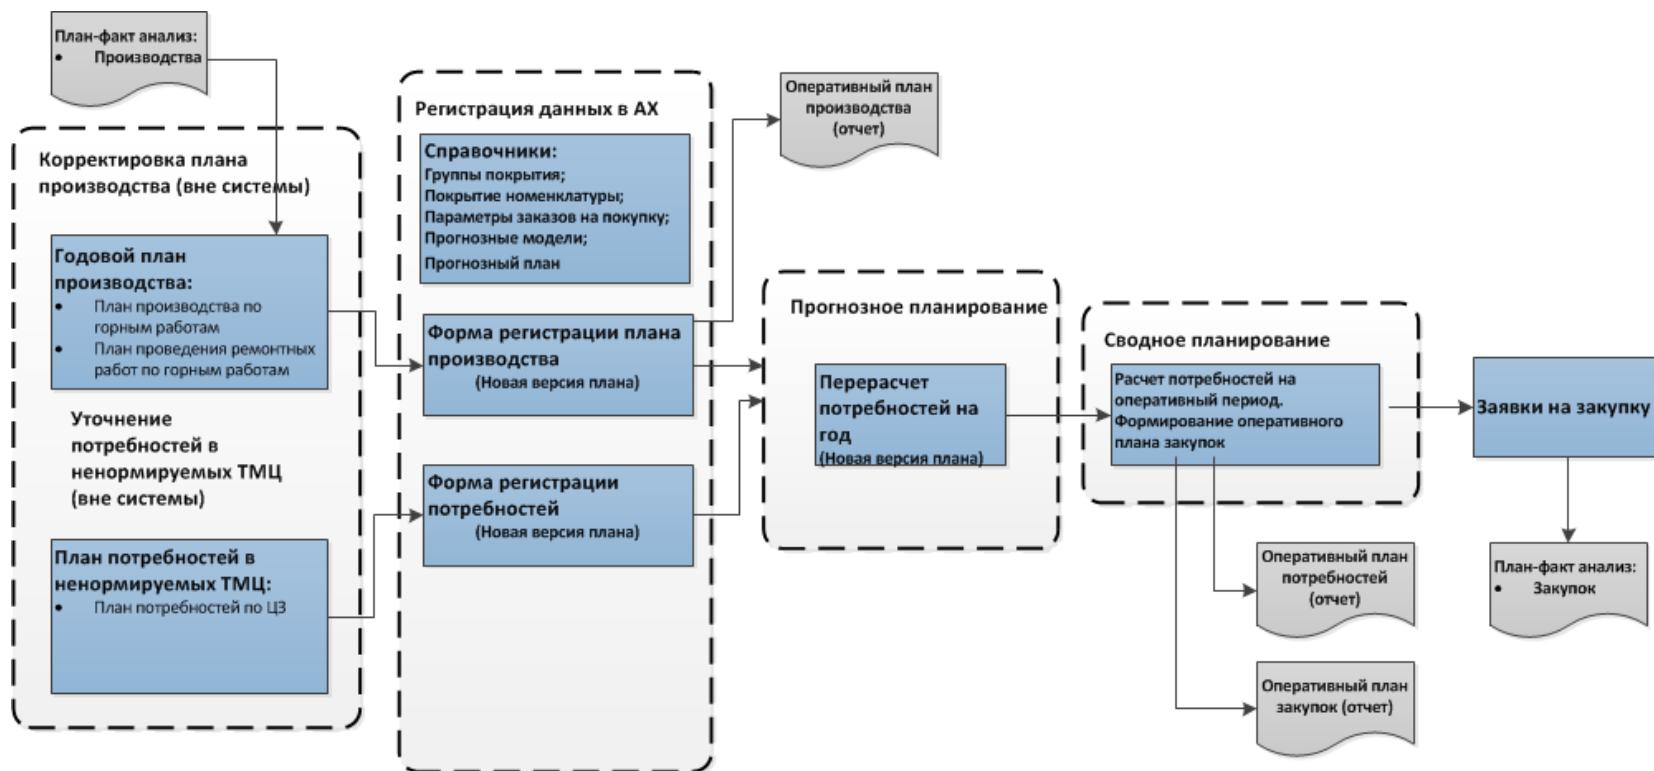 План-факт анализ:
• Производства
Корректировка плана
производства (вне системы)
Годовой план
производства:
• План производства по
горным работам
• План проведения ремонтных
работ по горным работам
Уточнение
потребностей в
ненормируемых ТМЦ
(вне системы)
План потребностей в
ненормируемых ТМЦ:
• План потребностей по ЦЗ
Регистрация данных в АХ
Справочники:
Группы покрытия;
Покрытие номенклатуры;
Параметры заказов на покупку;
Прогнозные модели;
Прогнозный план
Форма регистрации плана
производства
(Новая версия плана)
Форма регистрации
потребностей
(Новая версия плана)
Оперативный план
производства
(отчет)
Прогнозное планирование
Перерасчет
потребностей на
год
(Новая версия плана)
Сводное планирование
Расчет потребностей на
оперативный период.
Формирование оперативного
плана закупок
Оперативный план
потребностей
(отчет)
Оперативный план
закупок (отчет)
Заявки на закупку
План-факт анализ:
• Закупок